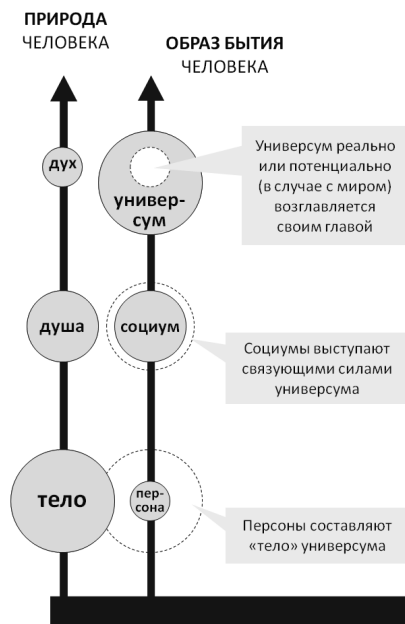 ПРИРОДА
ЧЕЛОВЕКА
ОБРАЗ БЫТИЯ
ЧЕЛОВЕКА
дух
универ-
сум
Универсум реально
или потенциально
(в случае с миром)
возглавляется
своим главой
душа
социум
Социумы выступают
связующими силами
универсума
тело
пер-
сона
Персоны составляют
«тело» универсума